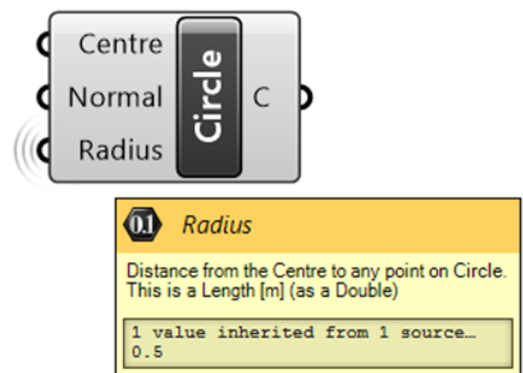 Centre
Normal
Radius
Circle
C
0.1
Radius
Distance from the Centre to any point on Circle.
This is a Length [m] (as a Double)
1 value inherited from 1 source…
0.5